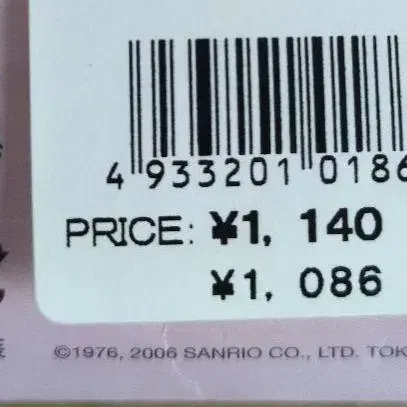 4 933201 0186
PRICE: ¥1, 140
¥1, 086
©1976, 2006 SANRIO CO., LTD. TOK